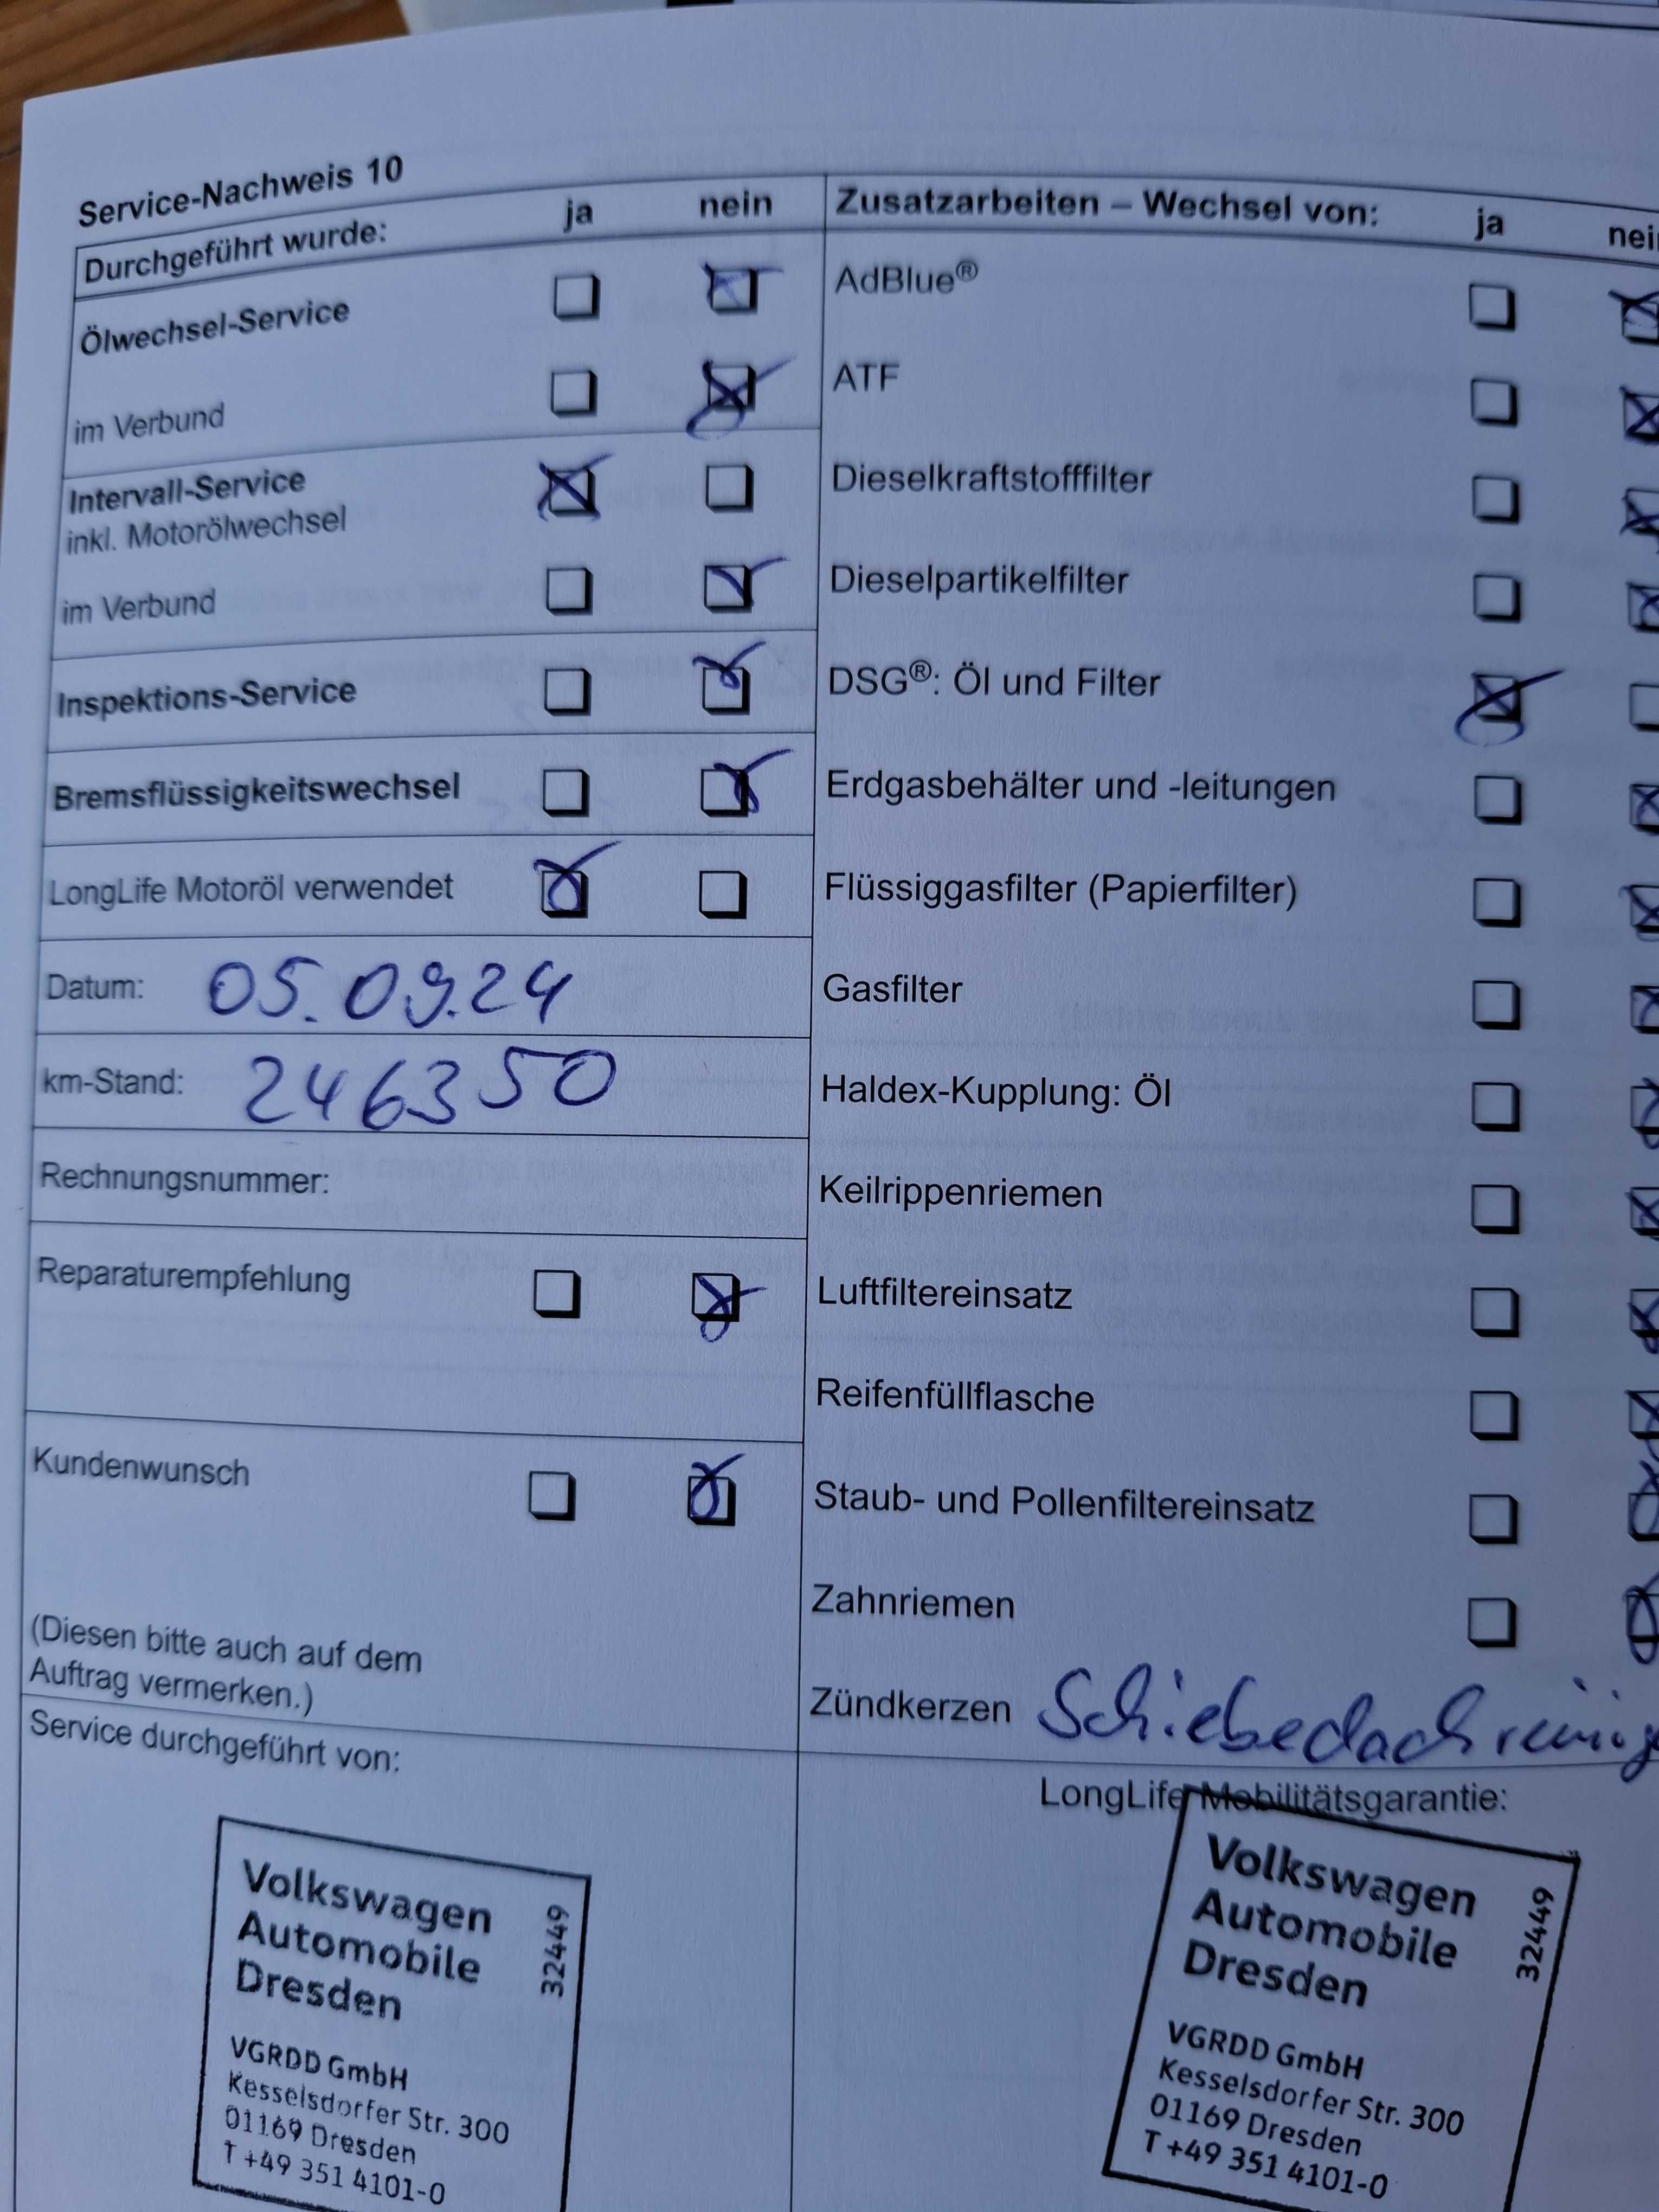 Service-Nachweis 10
Durchgeführt wurde: ja nein
Ölwechsel-Service
im Verbund
Intervall-Service
inkl. Motorölwechsel
im Verbund
Inspektions-Service
Bremsflüssigkeitswechsel
LongLife Motoröl verwendet
Datum: 05.09.24
km-Stand: 246350
Rechnungsnummer:
Reparaturempfehlung
Kundenwunsch
(Diesen bitte auch auf dem
Auftrag vermerken.)
Service durchgeführt von:
Volkswagen
Automobile
Dresden
32449
VGRDD GmbH
Kesselsdorfer Str. 300
01169 Dresden
T +49 351 4101-0
Zusatzarbeiten – Wechsel von: ja nei
AdBlue®
ATF
Dieselkraftstofffilter
Dieselpartikelfilter
DSG®: Öl und Filter
Erdgasbehälter und -leitungen
Flüssiggasfilter (Papierfilter)
Gasfilter
Haldex-Kupplung: Öl
Keilrippenriemen
Luftfiltereinsatz
Reifenfüllflasche
Staub- und Pollenfiltereinsatz
Zahnriemen
Zündkerzen Schiebedach
LongLife Mobilitätsgarantie:
Volkswagen
Automobile
Dresden
32449
VGRDD GmbH
Kesselsdorfer Str. 300
01169 Dresden
T +49 351 4101-0